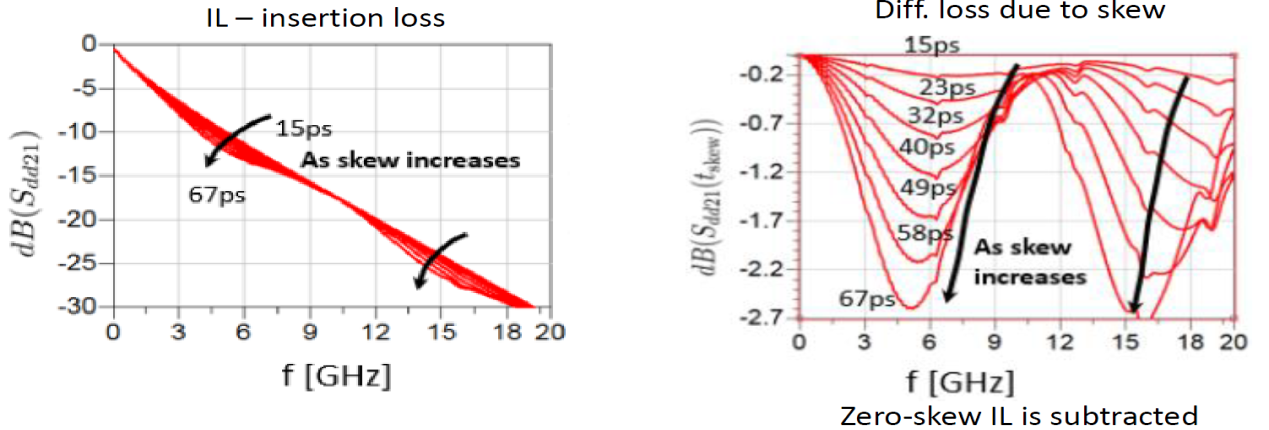 IL – insertion loss
dB(Sdd21)
0
-5
-10
-15
-20
-25
-30
15ps
As skew increases
67ps
0 3 6 9 12 15 18 20
f [GHz]
Diff. loss due to skew
dB(Sdd21(tskew))
-0.2
-0.7
-1.2
-1.7
-2.2
-2.7
15ps
23ps
32ps
40ps
49ps
58ps
67ps
As skew
increases
0 3 6 9 12 15 18 20
f [GHz]
Zero-skew IL is subtracted